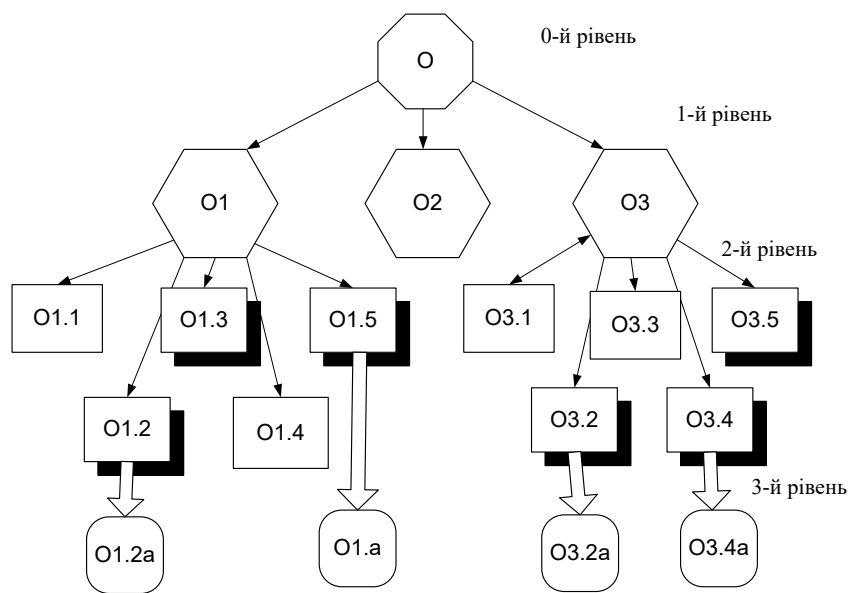 0-й рівень
O
1-й рівень
O1
O2
O3
2-й рівень
O1.1
O1.3
O1.5
O3.1
O3.3
O3.5
O1.2
O1.4
O3.2
O3.4
3-й рівень
O1.2a
O1.a
O3.2a
O3.4a